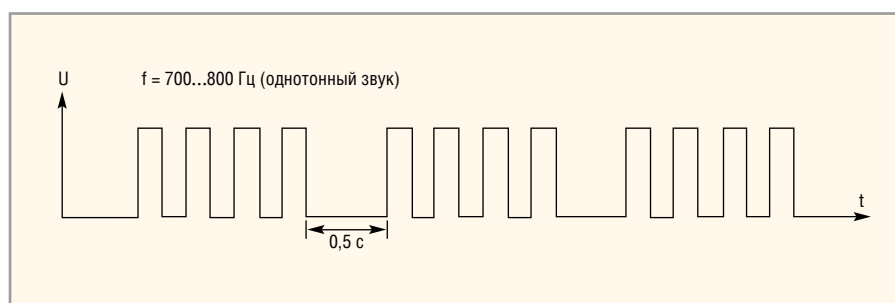 U
f = 700...800 Гц (однотонный звук)
t
0,5 с